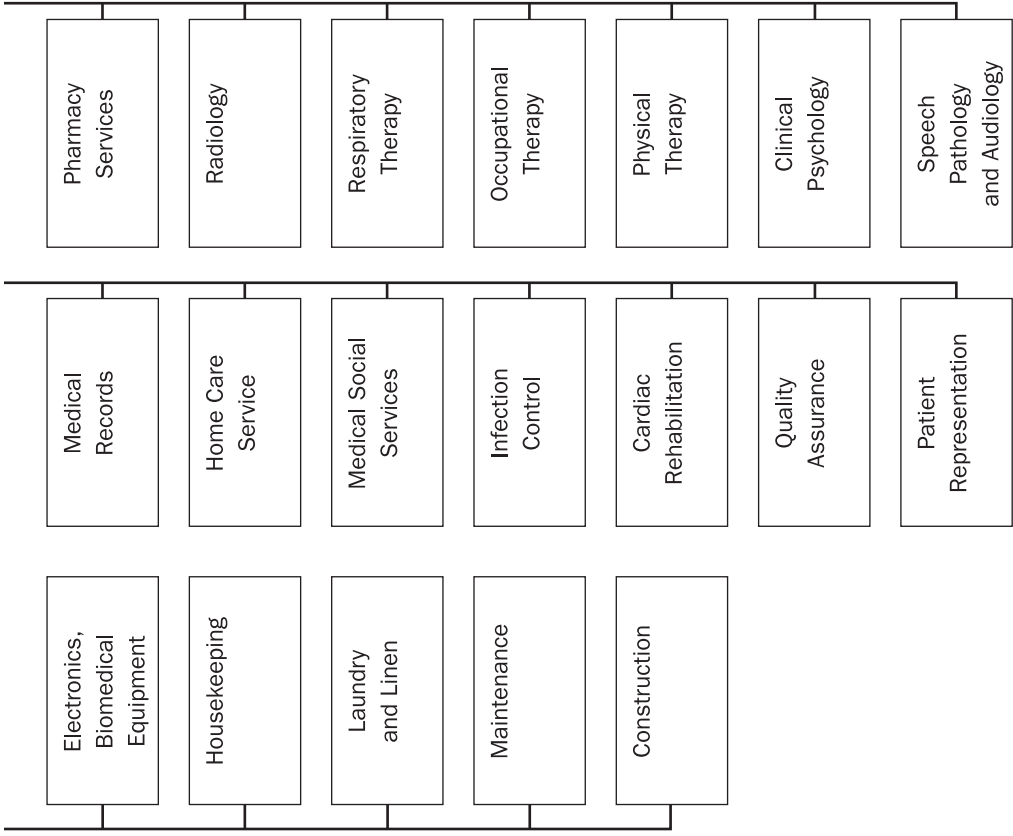 Pharmacy
Services
Radiology
Respiratory
Therapy
Occupational
Therapy
Physical
Therapy
Clinical
Psychology
Speech
Pathology
and Audiology
Medical
Records
Home Care
Service
Medical Social
Services
Infection
Control
Cardiac
Rehabilitation
Quality
Assurance
Patient
Representation
Electronics,
Biomedical
Equipment
Housekeeping
Laundry
and Linen
Maintenance
Construction